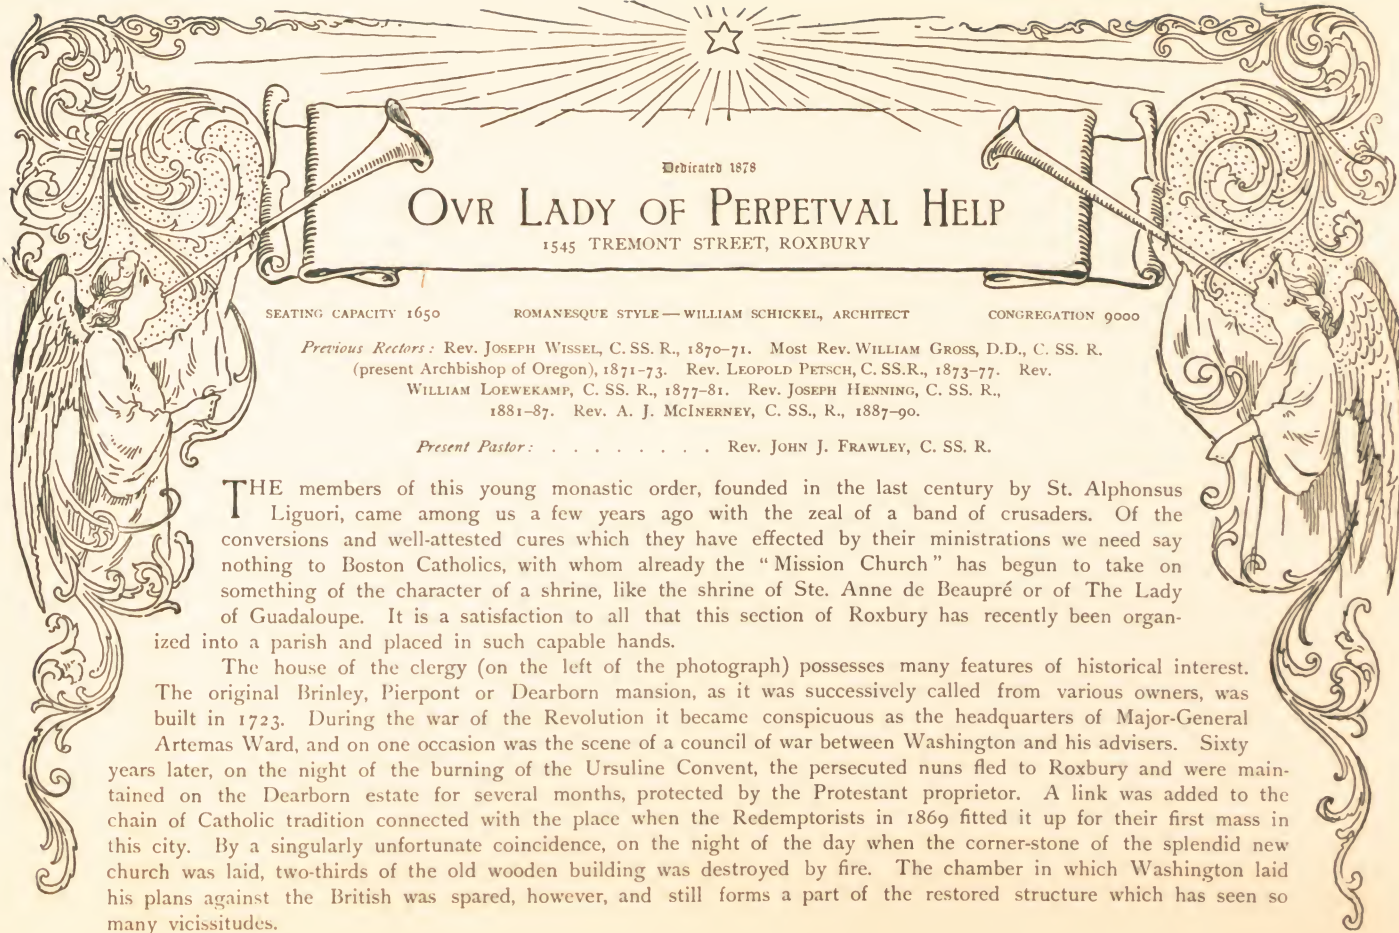 Dedicated 1878
OVR LADY OF PERPETVAL HELP
1545 TREMONT STREET, ROXBURY
SEATING CAPACITY 1650 ROMANESQUE STYLE — WILLIAM SCHICKEL, ARCHITECT CONGREGATION 9000
Previous Rectors: Rev. JOSEPH WISSEL, C. SS. R., 1870–71. Most Rev. WILLIAM GROSS, D.D., C. SS. R.
(present Archbishop of Oregon), 1871–73. Rev. LEOPOLD PETSCH, C. SS.R., 1873–77. Rev.
WILLIAM LOEWEKAMP, C. SS. R., 1877–81. Rev. JOSEPH HENNING, C. SS. R.,
1881–87. Rev. A. J. MCINERNEY, C. SS., R., 1887–90.
Present Pastor: . . . . . . . . Rev. JOHN J. FRAWLEY, C. SS. R.
THE members of this young monastic order, founded in the last century by St. Alphonsus
Liguori, came among us a few years ago with the zeal of a band of crusaders. Of the
conversions and well-attested cures which they have effected by their ministrations we need say
nothing to Boston Catholics, with whom already the "Mission Church" has begun to take on
something of the character of a shrine, like the shrine of Ste. Anne de Beaupré or of The Lady
of Guadaloupe. It is a satisfaction to all that this section of Roxbury has recently been organ-
ized into a parish and placed in such capable hands.
The house of the clergy (on the left of the photograph) possesses many features of historical interest.
The original Brinley, Pierpont or Dearborn mansion, as it was successively called from various owners, was
built in 1723. During the war of the Revolution it became conspicuous as the headquarters of Major-General
Artemas Ward, and on one occasion was the scene of a council of war between Washington and his advisers. Sixty
years later, on the night of the burning of the Ursuline Convent, the persecuted nuns fled to Roxbury and were main-
tained on the Dearborn estate for several months, protected by the Protestant proprietor. A link was added to the
chain of Catholic tradition connected with the place when the Redemptorists in 1869 fitted it up for their first mass in
this city. By a singularly unfortunate coincidence, on the night of the day when the corner-stone of the splendid new
church was laid, two-thirds of the old wooden building was destroyed by fire. The chamber in which Washington laid
his plans against the British was spared, however, and still forms a part of the restored structure which has seen so
many vicissitudes.